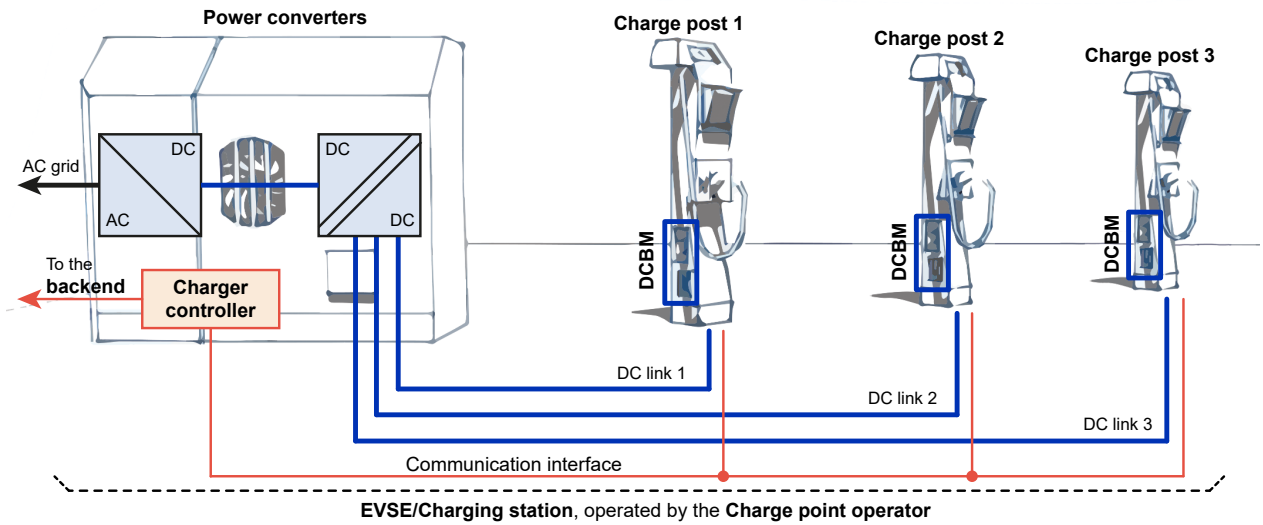 Power converters
Charge post 1
Charge post 2
Charge post 3
AC grid
DC
AC
DC
DC
DCBM
DCBM
DCBM
To the
backend
Charger
controller
DC link 1
DC link 2
DC link 3
Communication interface
EVSE/Charging station, operated by the Charge point operator